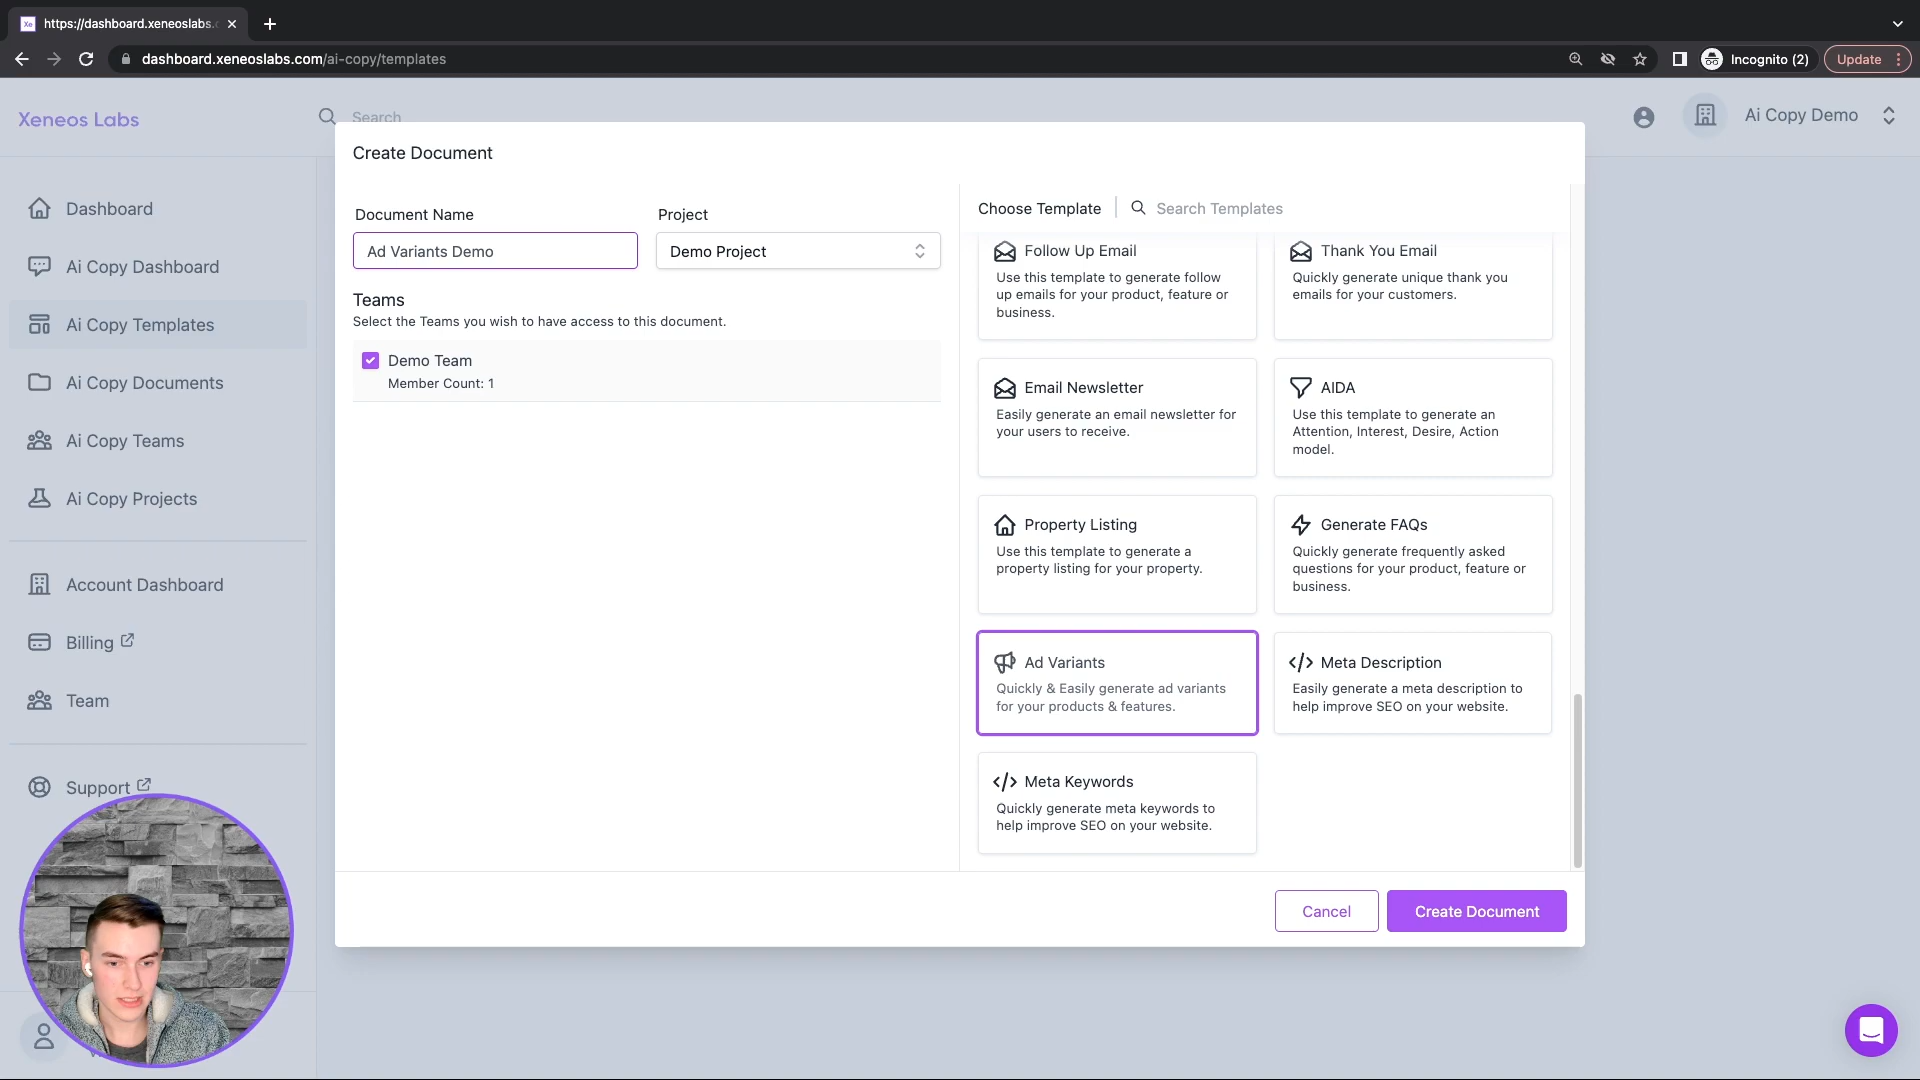 Xe
https://dashboard.xeneoslabs.c
dashboard.xeneoslabs.com/ai-copy/templates
Incognito (2)
Update
Xeneos Labs
Search
Ai Copy Demo
Dashboard
Ai Copy Dashboard
Ai Copy Templates
Ai Copy Documents
Ai Copy Teams
Ai Copy Projects
Account Dashboard
Billing
Team
Support
Create Document
Document Name
Project
Ad Variants Demo
Demo Project
Teams
Select the Teams you wish to have access to this document.
Demo Team
Member Count: 1
Choose Template
Search Templates
Follow Up Email
Use this template to generate follow
up emails for your product, feature or
business.
Thank You Email
Quickly generate unique thank you
emails for your customers.
Email Newsletter
Easily generate an email newsletter for
your users to receive.
AIDA
Use this template to generate an
Attention, Interest, Desire, Action
model.
Property Listing
Use this template to generate a
property listing for your property.
Generate FAQs
Quickly generate frequently asked
questions for your product, feature or
business.
Ad Variants
Quickly & Easily generate ad variants
for your products & features.
Meta Description
Easily generate a meta description to
help improve SEO on your website.
Meta Keywords
Quickly generate meta keywords to
help improve SEO on your website.
Cancel
Create Document